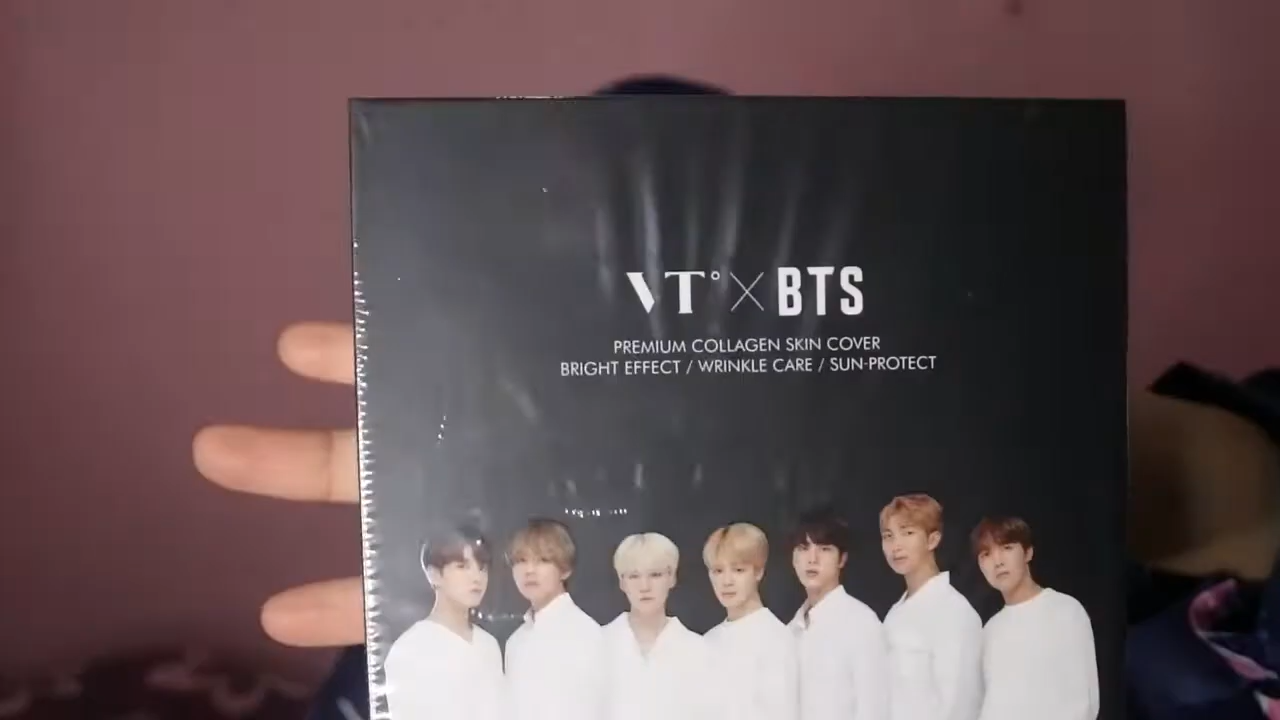 VT° X BTS
PREMIUM COLLAGEN SKIN COVER
BRIGHT EFFECT / WRINKLE CARE / SUN-PROTECT